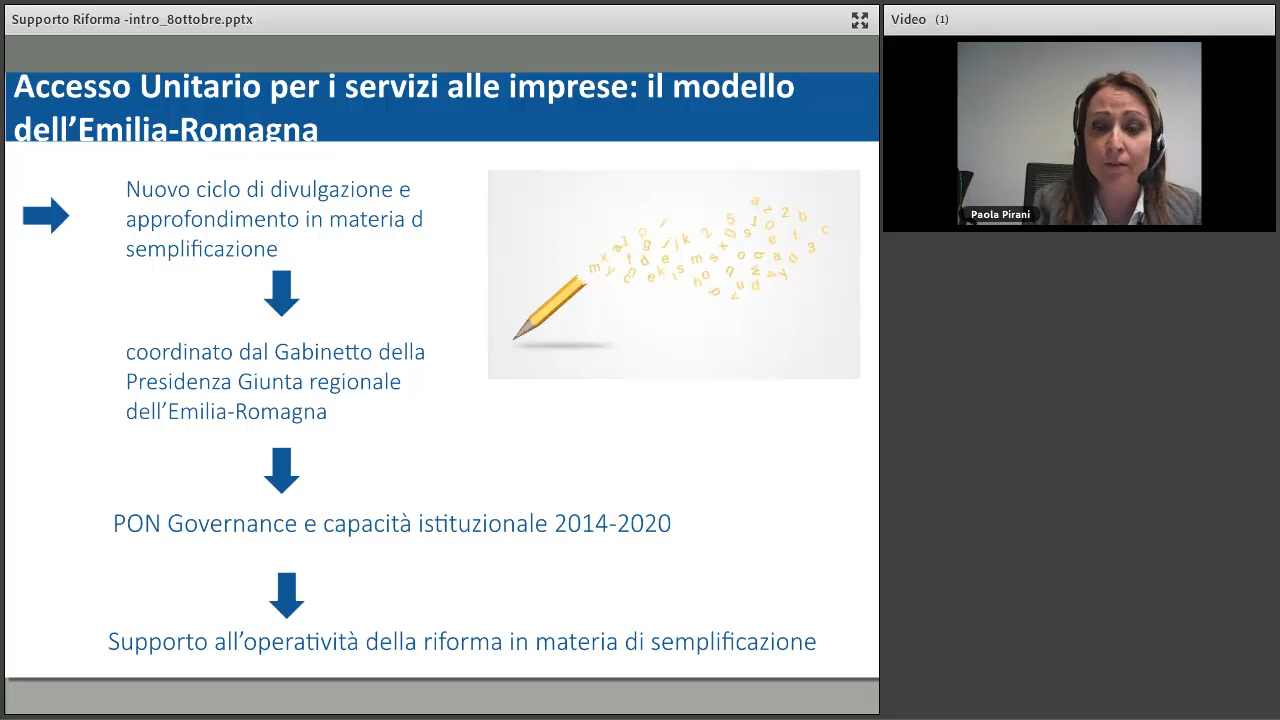 Supporto Riforma -intro_8ottobre.pptx
Video (1)
Accesso Unitario per i servizi alle imprese: il modello
dell'Emilia-Romagna
Nuovo ciclo di divulgazione e
approfondimento in materia d
semplificazione
coordinato dal Gabinetto della
Presidenza Giunta regionale
dell'Emilia-Romagna
PON Governance e capacità istituzionale 2014-2020
Supporto all'operatività della riforma in materia di semplificazione
Paola Pirani